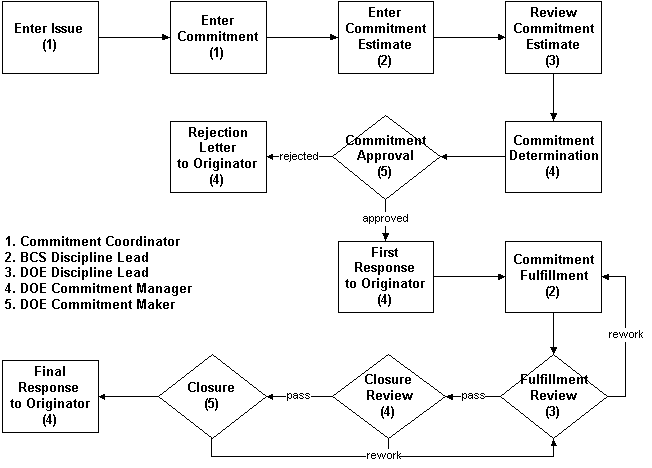 Enter Issue
(1)
Enter
Commitment
(1)
Enter
Commitment
Estimate
(2)
Review
Commitment
Estimate
(3)
Rejection
Letter
to Originator
(4)
rejected
Commitment
Approval
(5)
Commitment
Determination
(4)
approved
1. Commitment Coordinator
2. BCS Discipline Lead
3. DOE Discipline Lead
4. DOE Commitment Manager
5. DOE Commitment Maker
First
Response
to Originator
(4)
Commitment
Fulfillment
(2)
rework
Final
Response
to Originator
(4)
Closure
(5)
pass
Closure
Review
(4)
pass
Fulfillment
Review
(3)
rework